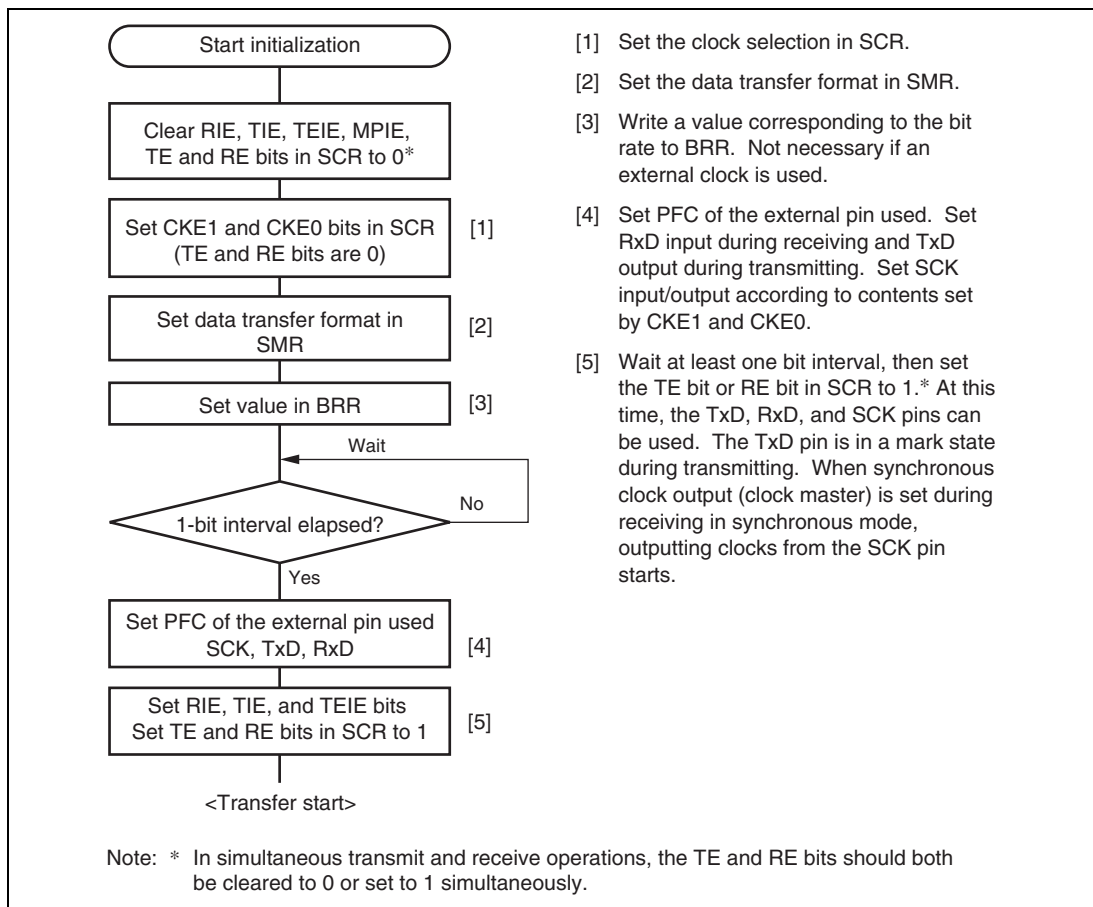 Start initialization
Clear RIE, TIE, TEIE, MPIE,
TE and RE bits in SCR to 0*
Set CKE1 and CKE0 bits in SCR
(TE and RE bits are 0)
[1]
Set data transfer format in
SMR
[2]
Set value in BRR
[3]
Wait
1-bit interval elapsed?
No
Yes
Set PFC of the external pin used
SCK, TxD, RxD
[4]
Set RIE, TIE, and TEIE bits
Set TE and RE bits in SCR to 1
[5]
<Transfer start>
[1] Set the clock selection in SCR.
[2] Set the data transfer format in SMR.
[3] Write a value corresponding to the bit
rate to BRR. Not necessary if an
external clock is used.
[4] Set PFC of the external pin used. Set
RxD input during receiving and TxD
output during transmitting. Set SCK
input/output according to contents set
by CKE1 and CKE0.
[5] Wait at least one bit interval, then set
the TE bit or RE bit in SCR to 1.* At this
time, the TxD, RxD, and SCK pins can
be used. The TxD pin is in a mark state
during transmitting. When synchronous
clock output (clock master) is set during
receiving in synchronous mode,
outputting clocks from the SCK pin
starts.
Note: * In simultaneous transmit and receive operations, the TE and RE bits should both
be cleared to 0 or set to 1 simultaneously.